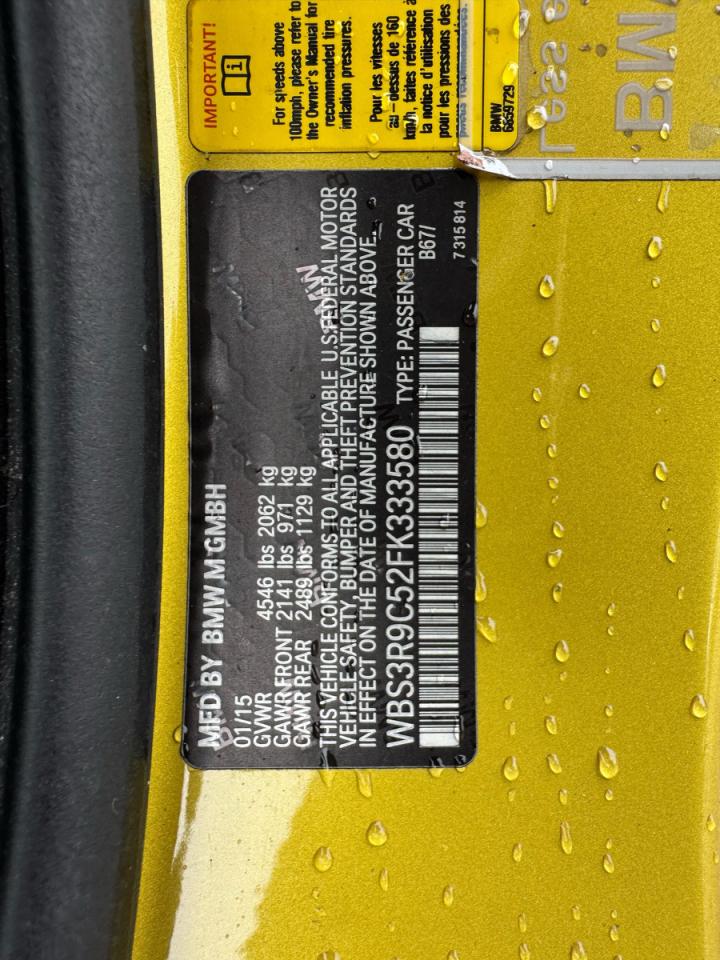 MFD BY BMW M GMBH
01/15
GVWR 4546 lbs 2062 kg
GAWR FRONT 2141 lbs 971 kg
GAWR REAR 2489 lbs 1129 kg
THIS VEHICLE CONFORMS TO ALL APPLICABLE U.S.FEDERAL MOTOR
VEHICLE SAFETY, BUMPER AND THEFT PREVENTION STANDARDS
IN EFFECT ON THE DATE OF MANUFACTURE SHOWN ABOVE.
WBS3R9C52FK333580 TYPE: PASSENGER CAR
B67/
7 315 814
IMPORTANT!
For speeds above
100mph, please refer to
the Owner's Manual for
recommended tire
inflation pressures.
Pour les vitesses
au-dessus de 160
km/h, faites référence à
la notice d'utilisation
pour les pressions des
pneus recommandées.
BMW
6859729
Less
BMW